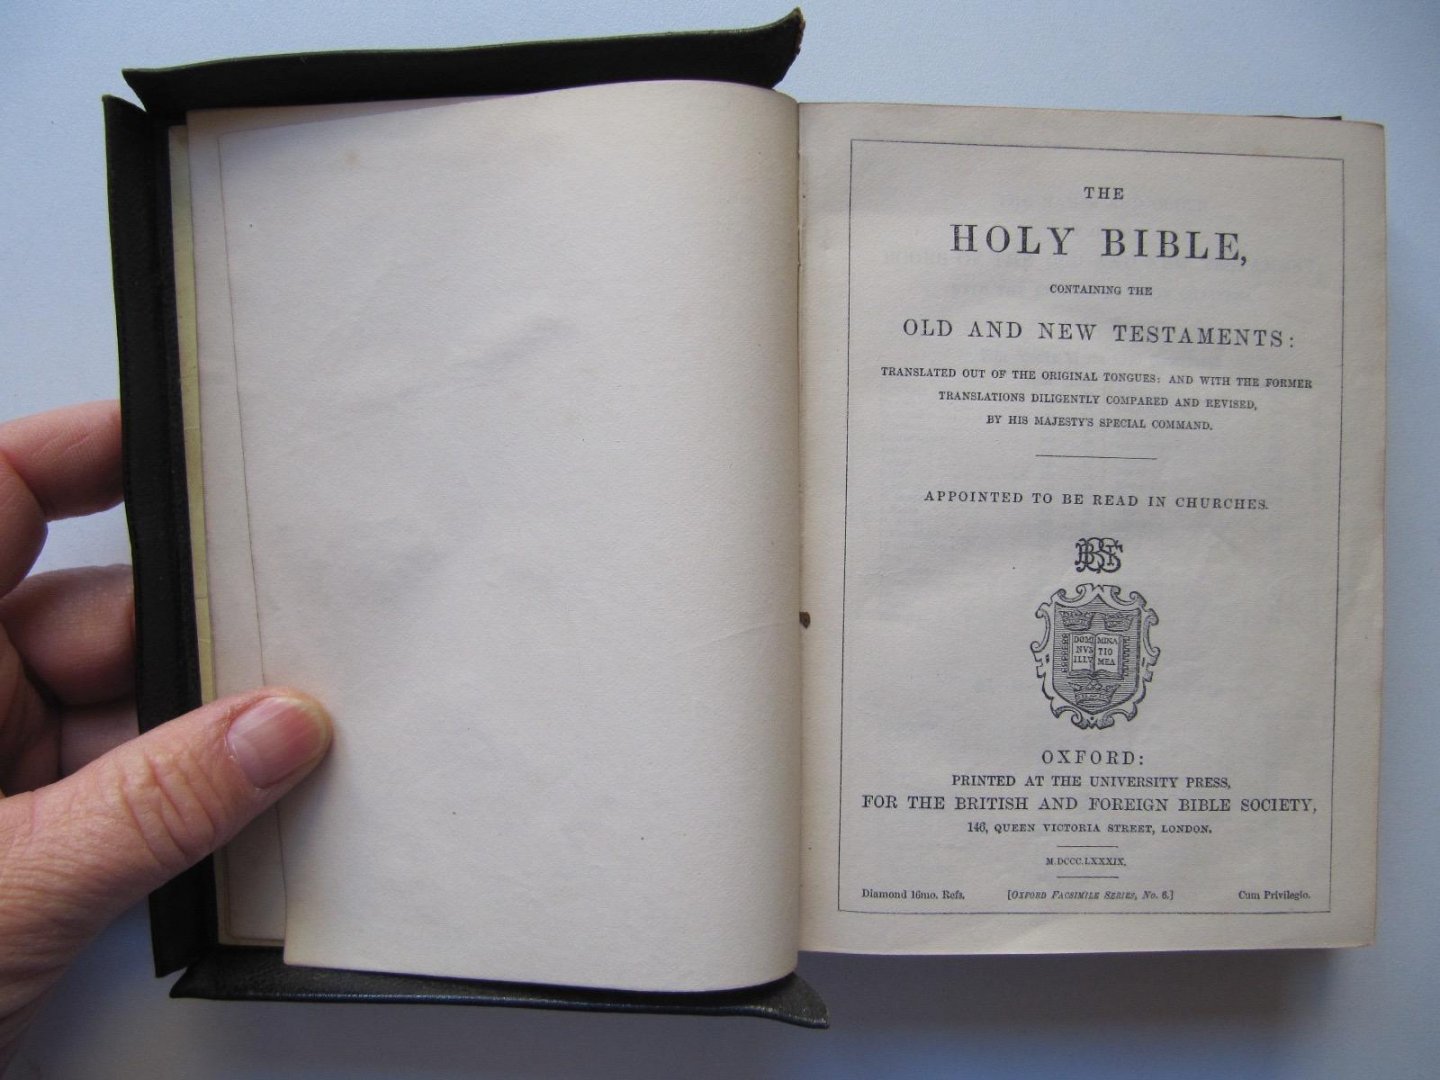 THE
HOLY BIBLE,
CONTAINING THE
OLD AND NEW TESTAMENTS:
TRANSLATED OUT OF THE ORIGINAL TONGUES: AND WITH THE FORMER
TRANSLATIONS DILIGENTLY COMPARED AND REVISED,
BY HIS MAJESTY'S SPECIAL COMMAND.
APPOINTED TO BE READ IN CHURCHES.
BFBS
DOMI MINA
NVS TIO
ILLV MEA
OXFORD:
PRINTED AT THE UNIVERSITY PRESS,
FOR THE BRITISH AND FOREIGN BIBLE SOCIETY,
146, QUEEN VICTORIA STREET, LONDON.
M.DCCC.LXXXIX.
Diamond 16mo. Refs. [OXFORD FACSIMILE SERIES, No. 6.] Cum Privilegio.